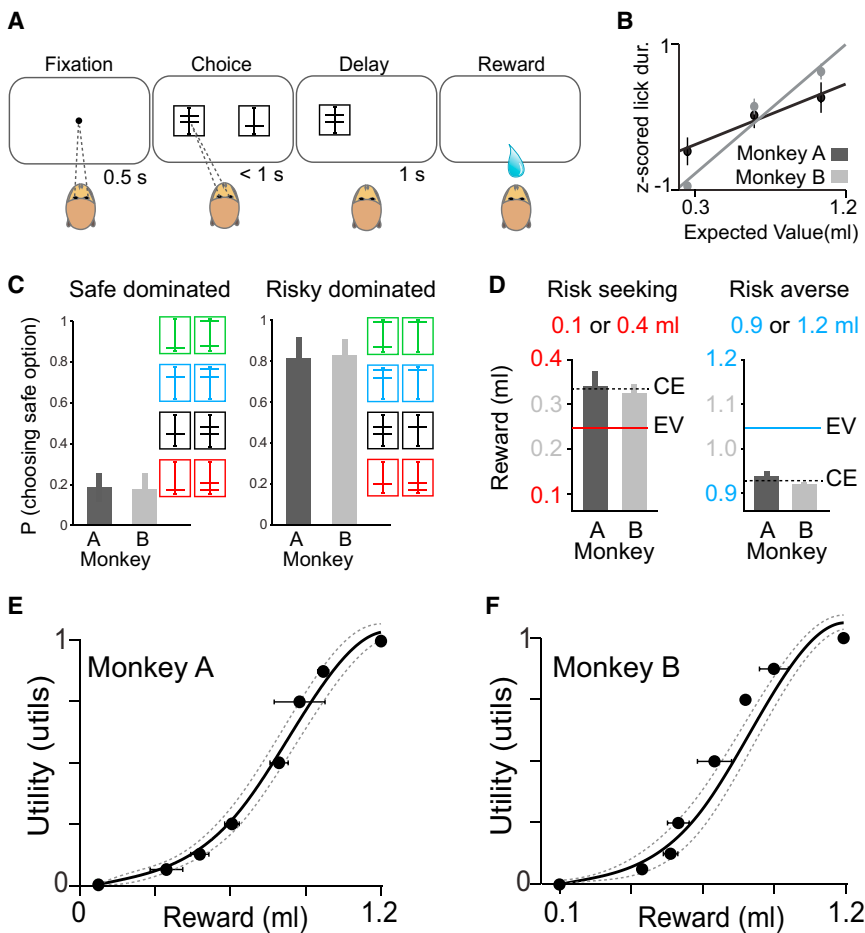 A
Fixation
Choice
Delay
Reward
0.5 s
< 1 s
1 s
B
z-scored lick dur.
1
-1
Monkey A
Monkey B
0.3
1.2
Expected Value(ml)
C
Safe dominated
Risky dominated
P (choosing safe option)
1
0.8
0.6
0.4
0.2
0
A
B
Monkey
1
0.8
0.6
0.4
0.2
0
A
B
Monkey
D
Risk seeking
Risk averse
0.1 or 0.4 ml
0.9 or 1.2 ml
Reward (ml)
0.4
0.3
0.2
0.1
CE
EV
A
B
Monkey
1.2
1.1
1.0
0.9
EV
CE
A
B
Monkey
E
Monkey A
Utility (utils)
1
0
0
Reward (ml)
1.2
F
Monkey B
Utility (utils)
1
0
0.1
Reward (ml)
1.2